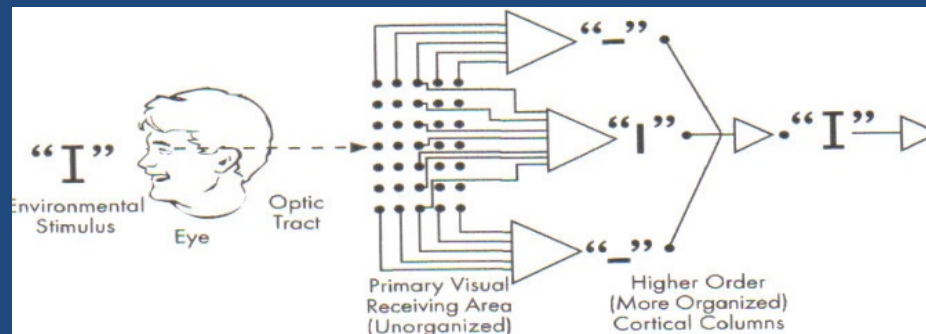 “I”
Environmental
Stimulus
Eye
Optic
Tract
“–”
“I”
“–”
“I”
Primary Visual
Receiving Area
(Unorganized)
Higher Order
(More Organized)
Cortical Columns